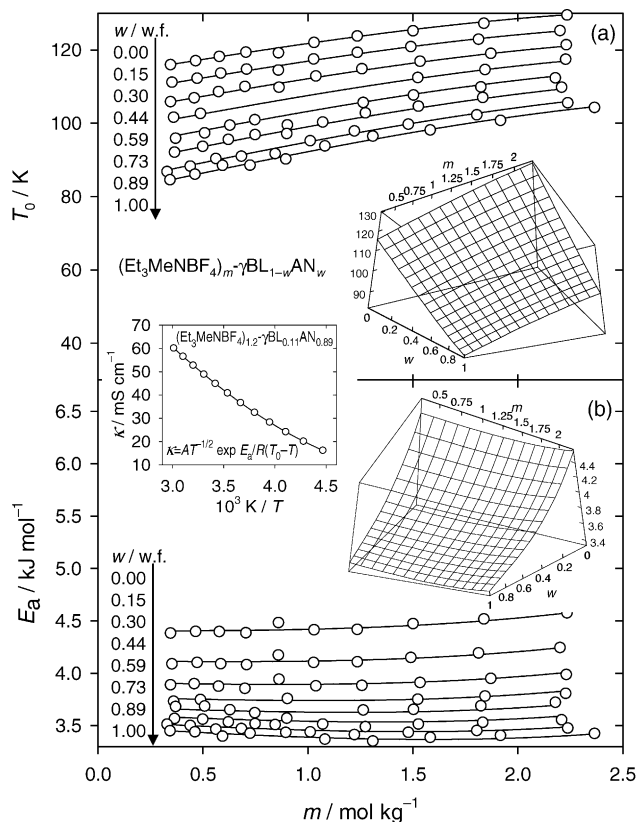 w / w.f.
0.00
0.15
0.30
0.44
0.59
0.73
0.89
1.00
(a)
120
100
80
60
40
T₀ / K
m
0.5 0.75 1 1.25 1.5 1.75 2
130
120
110
100
90
0 0.2 0.4 0.6 0.8 1
w
(Et₃MeNBF₄)ₘ-γBL₁₋wANw
(Et₃MeNBF₄)₁.₂-γBL₀.₁₁AN₀.₈₉
70
60
50
40
30
20
10
κ / mS cm⁻¹
κ=AT⁻¹/² exp Eₐ/R(T₀–T)
3.0 3.5 4.0 4.5
10³ K / T
(b)
0.5 0.75 1 1.25 1.5 1.75 2
m
4.4
4.2
4
3.8
3.6
3.4
1 0.8 0.6 0.4 0.2 0
w
6.5
6.0
5.5
5.0
4.5
4.0
3.5
Eₐ / kJ mol⁻¹
w / w.f.
0.00
0.15
0.30
0.44
0.59
0.73
0.89
1.00
0.0 0.5 1.0 1.5 2.0 2.5
m / mol kg⁻¹